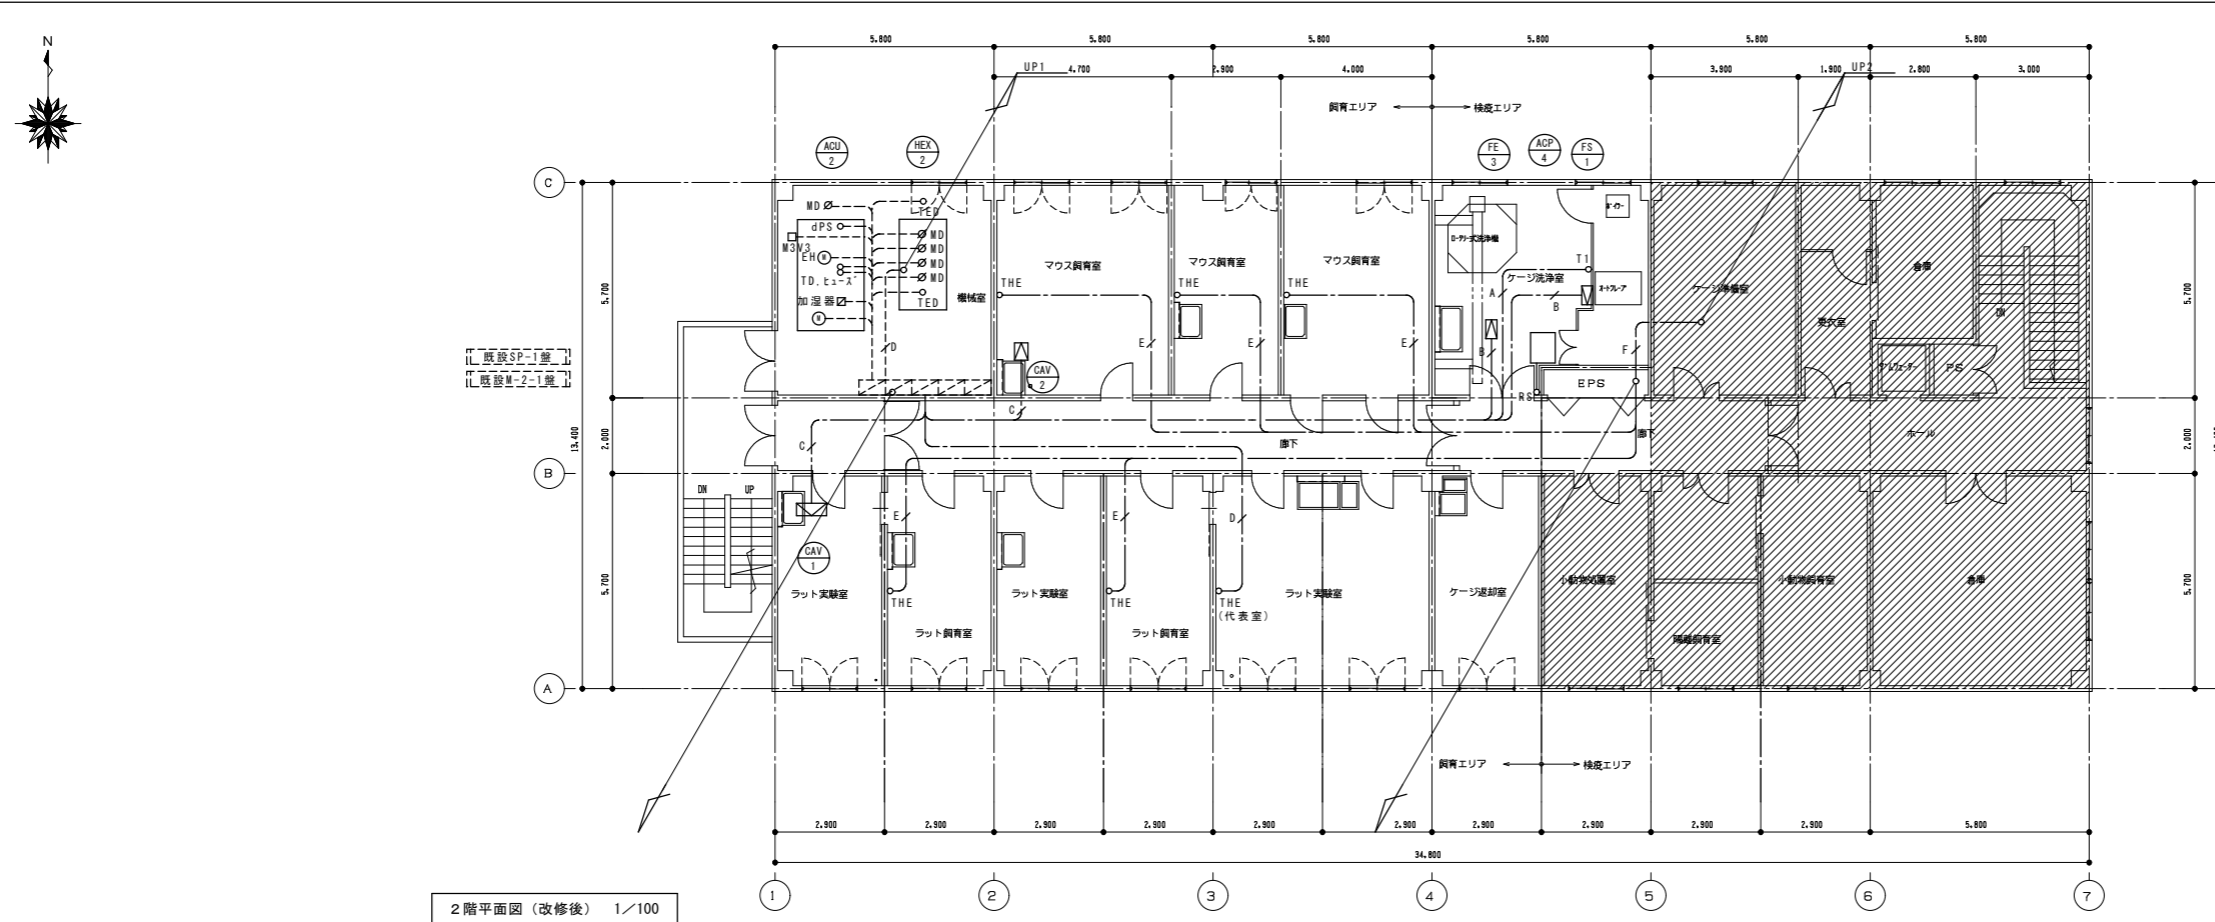 N
5.800 5.800 5.800 5.800 5.800 5.800
UP1 4.700 2.900 4.000 3.900 1.900 UP2 2.800 3.000
飼育エリア 検疫エリア
ACU 2
HEX 2
FE 3
ACP 4
FS 1
C
MD
TED
dPS
MD
M3V3
MD
EH M
MD
TD.ヒューズ
MD
加湿器
TED
M
機械室
D
マウス飼育室
THE
E
マウス飼育室
THE
E
マウス飼育室
THE
E
ロータリー式洗浄機
ケージ洗浄室
T1
A
B
B
F
EPS
RS
ケージ準備室
更衣室
倉庫
DN
PS
ホール
5.700
5.700
既設SP-1盤
既設M-2-1盤
CAV 2
C
C
13.400
2.000
2.000
廊下
廊下
B
DN UP
CAV 1
ラット実験室
E
THE
ラット飼育室
ラット実験室
E
THE
ラット飼育室
D
THE
(代表室)
ラット実験室
ケージ返却室
小動物処置室
隔離飼育室
小動物飼育室
倉庫
5.700
5.700
A
飼育エリア 検疫エリア
2.900 2.900 2.900 2.900 2.900 2.900 2.900 2.900 2.900 2.900 5.800
34.800
1 2 3 4 5 6 7
2階平面図(改修後) 1/100